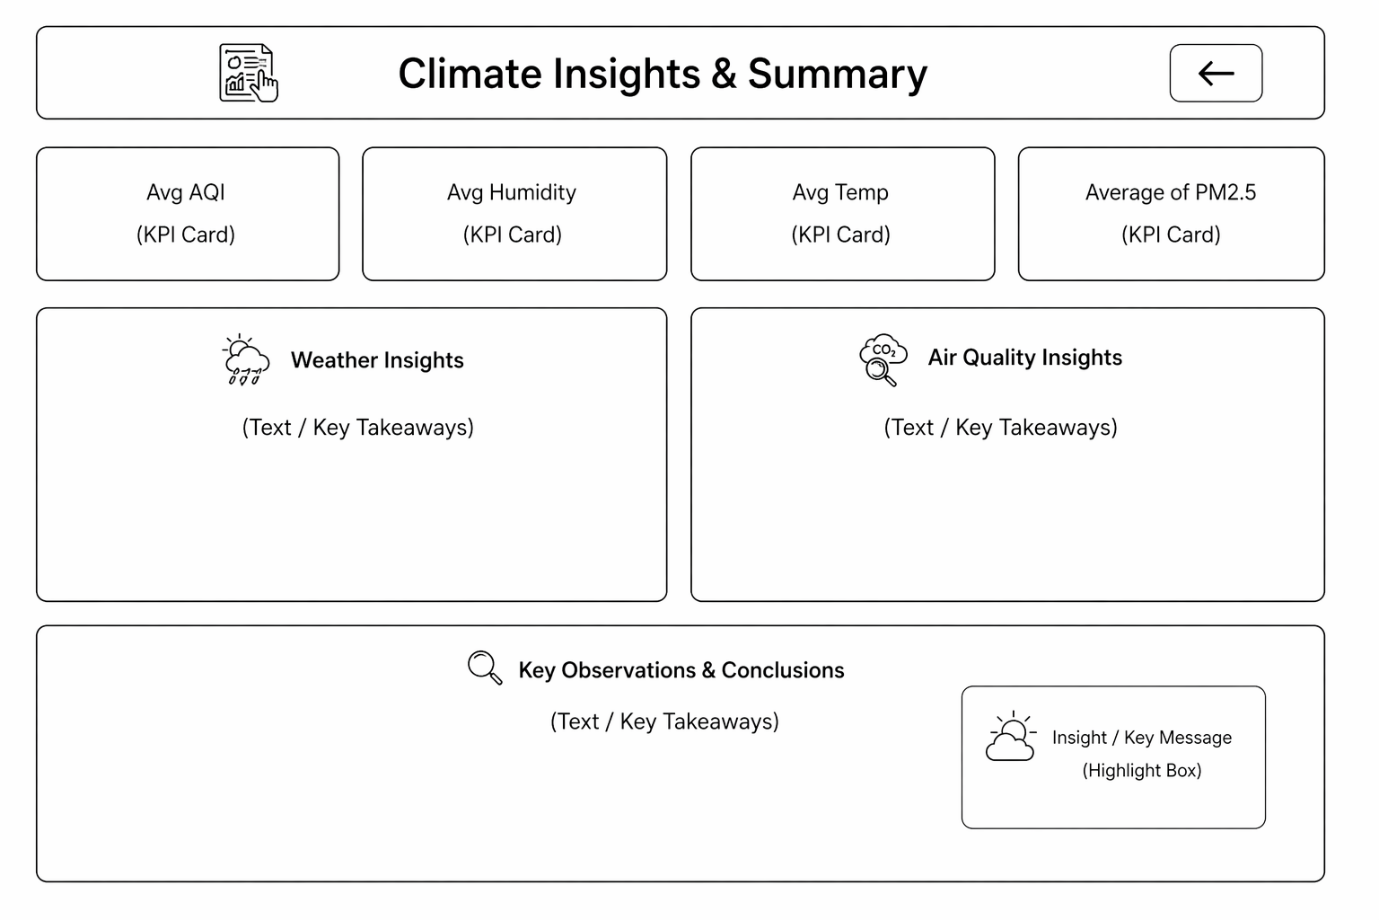 Climate Insights & Summary
Avg AQI
(KPI Card)
Avg Humidity
(KPI Card)
Avg Temp
(KPI Card)
Average of PM2.5
(KPI Card)
Weather Insights
(Text / Key Takeaways)
CO₂
Air Quality Insights
(Text / Key Takeaways)
Key Observations & Conclusions
(Text / Key Takeaways)
Insight / Key Message
(Highlight Box)